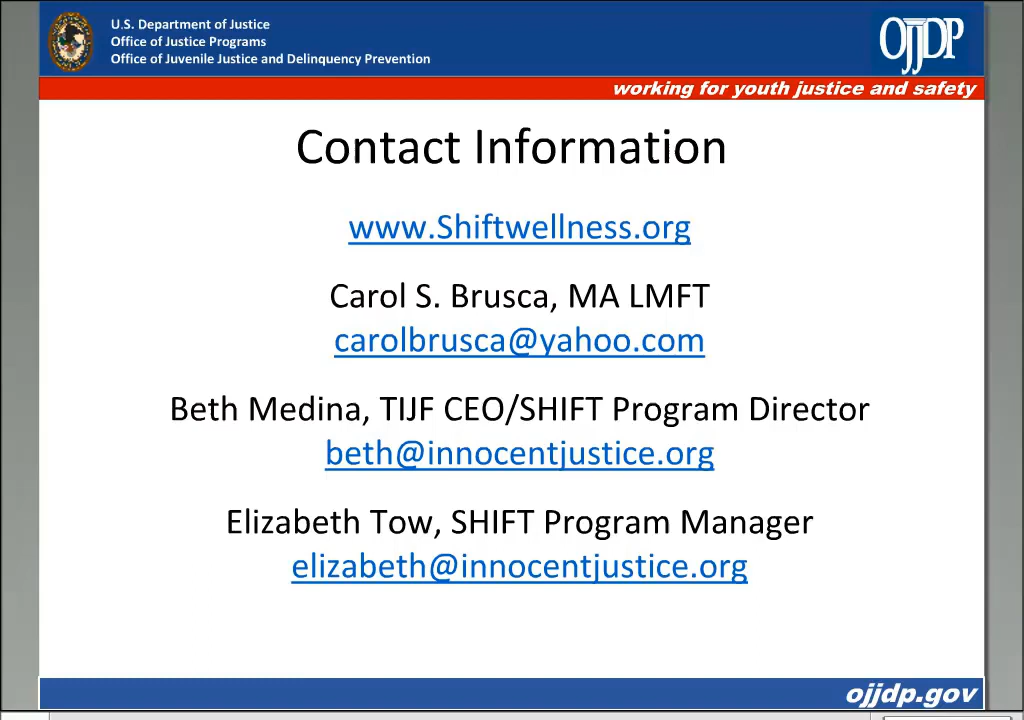 U.S. Department of Justice
Office of Justice Programs
Office of Juvenile Justice and Delinquency Prevention
OJJDP
working for youth justice and safety
Contact Information
www.Shiftwellness.org
Carol S. Brusca, MA LMFT
carolbrusca@yahoo.com
Beth Medina, TIJF CEO/SHIFT Program Director
beth@innocentjustice.org
Elizabeth Tow, SHIFT Program Manager
elizabeth@innocentjustice.org
ojjdp.gov